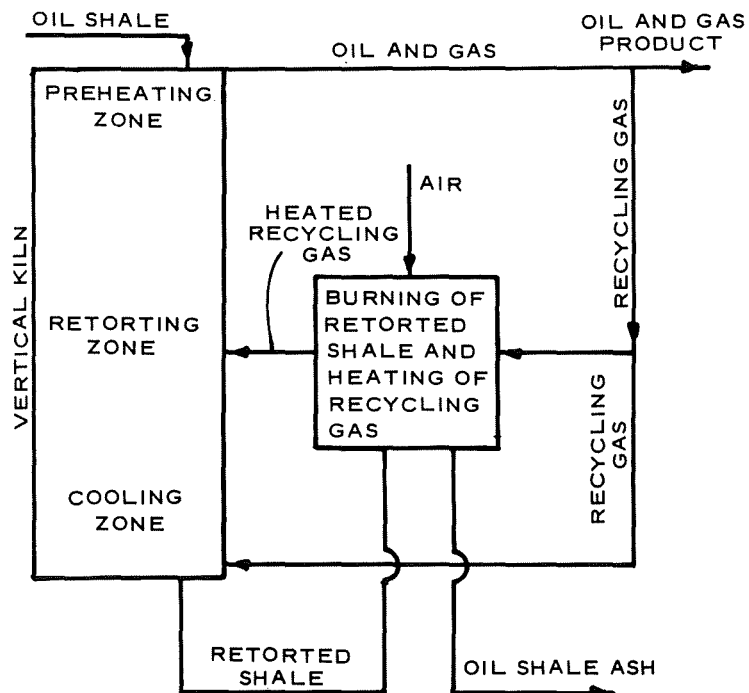 OIL SHALE
OIL AND GAS
OIL AND GAS
PRODUCT
PREHEATING
ZONE
RECYCLING GAS
AIR
HEATED
RECYCLING
GAS
VERTICAL KILN
RETORTING
ZONE
BURNING OF
RETORTED
SHALE AND
HEATING OF
RECYCLING
GAS
RECYCLING
GAS
COOLING
ZONE
RETORTED
SHALE
OIL SHALE ASH